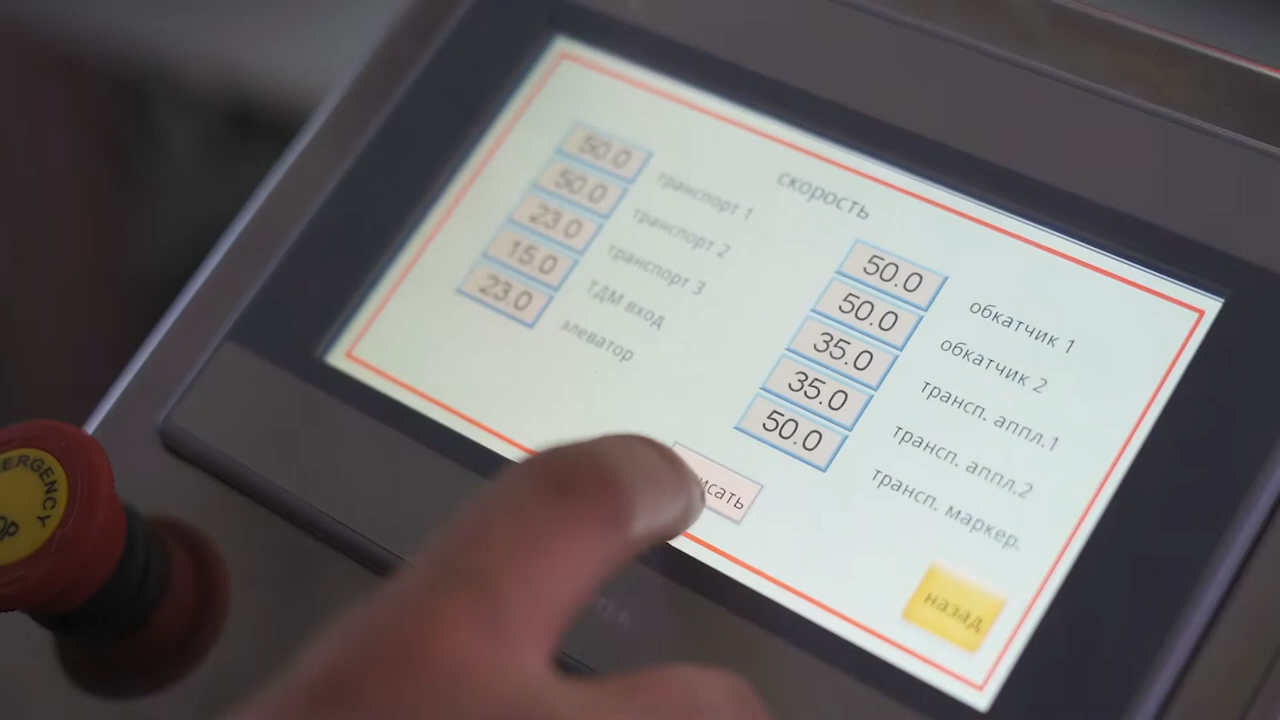 скорость
50.0 транспорт 1
50.0 транспорт 2
23.0 транспорт 3
15.0 ТДМ вход
23.0 элеватор
50.0 обкатчик 1
50.0 обкатчик 2
35.0 трансп. аппл.1
35.0 трансп. аппл.2
50.0 трансп. маркер.
исать
назад
ERGENCY
OP